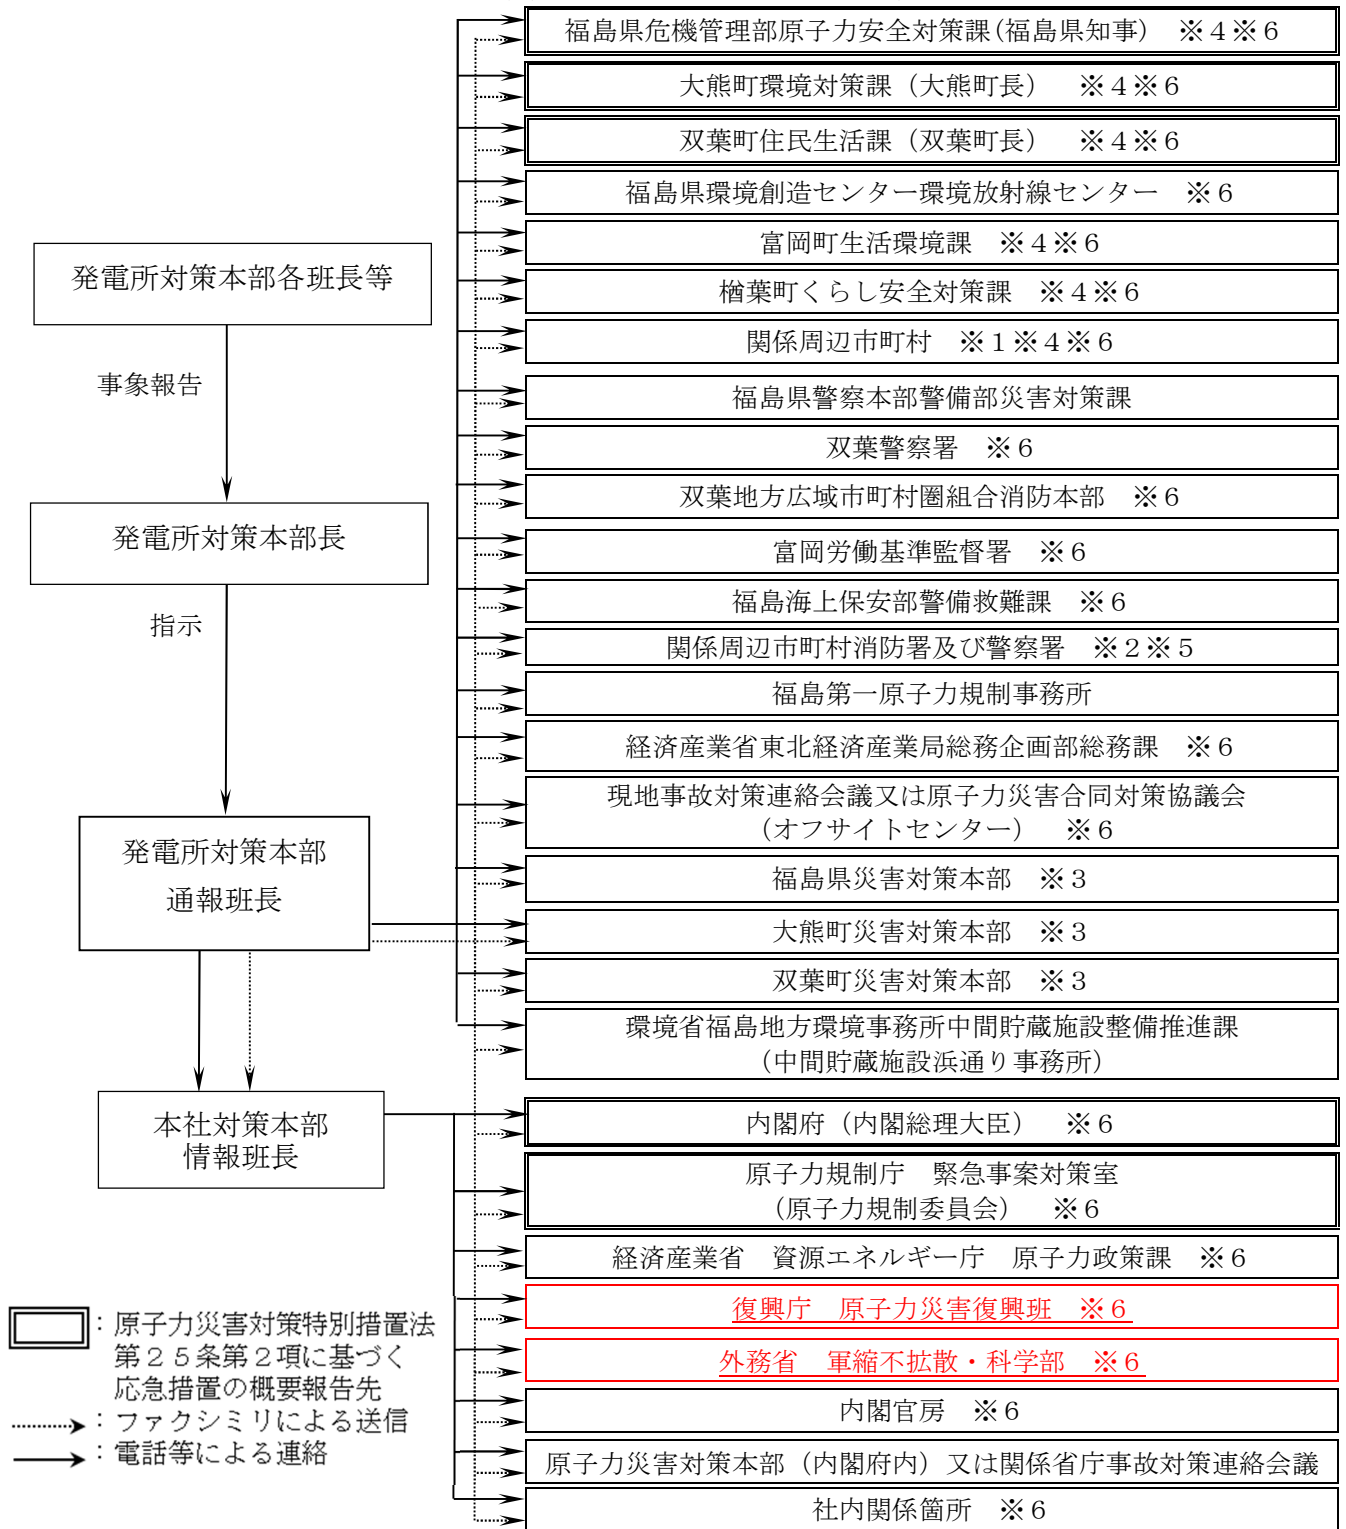 福島県危機管理部原子力安全対策課(福島県知事)　※４※６
大熊町環境対策課（大熊町長）　※４※６
双葉町住民生活課（双葉町長）　※４※６
福島県環境創造センター環境放射線センター　※６
富岡町生活環境課　※４※６
楢葉町くらし安全対策課　※４※６
関係周辺市町村　※１※４※６
福島県警察本部警備部災害対策課
双葉警察署　※６
双葉地方広域市町村圏組合消防本部　※６
富岡労働基準監督署　※６
福島海上保安部警備救難課　※６
関係周辺市町村消防署及び警察署　※２※５
福島第一原子力規制事務所
経済産業省東北経済産業局総務企画部総務課　※６
現地事故対策連絡会議又は原子力災害合同対策協議会
（オフサイトセンター）　※６
福島県災害対策本部　※３
大熊町災害対策本部　※３
双葉町災害対策本部　※３
環境省福島地方環境事務所中間貯蔵施設整備推進課
（中間貯蔵施設浜通り事務所）
発電所対策本部各班長等
事象報告
発電所対策本部長
指示
発電所対策本部
通報班長
本社対策本部
情報班長
内閣府（内閣総理大臣）　※６
原子力規制庁　緊急事案対策室
（原子力規制委員会）　※６
経済産業省　資源エネルギー庁　原子力政策課　※６
復興庁　原子力災害復興班　※６
外務省　軍縮不拡散・科学部　※６
内閣官房　※６
原子力災害対策本部（内閣府内）又は関係省庁事故対策連絡会議
社内関係箇所　※６
：原子力災害対策特別措置法
第２５条第２項に基づく
応急措置の概要報告先
：ファクシミリによる送信
：電話等による連絡